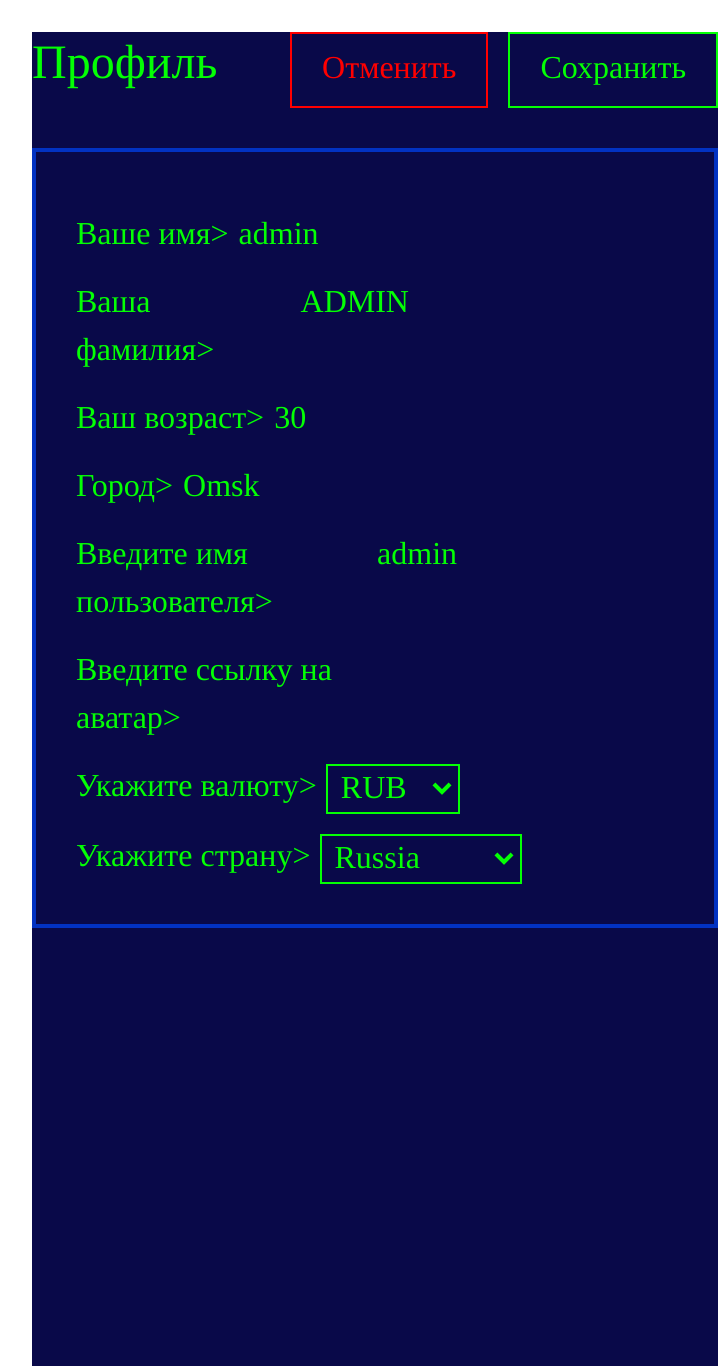 Профиль Отменить Сохранить
Ваше имя> admin
Ваша ADMIN
фамилия>
Ваш возраст> 30
Город> Omsk
Введите имя admin
пользователя>
Введите ссылку на
аватар>
Укажите валюту> RUB
Укажите страну> Russia